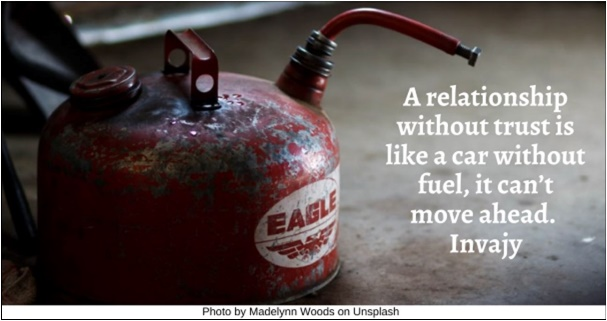 A relationship
without trust is
like a car without
fuel, it can't
move ahead.
Invajy
EAGLE
Photo by Madelynn Woods on Unsplash